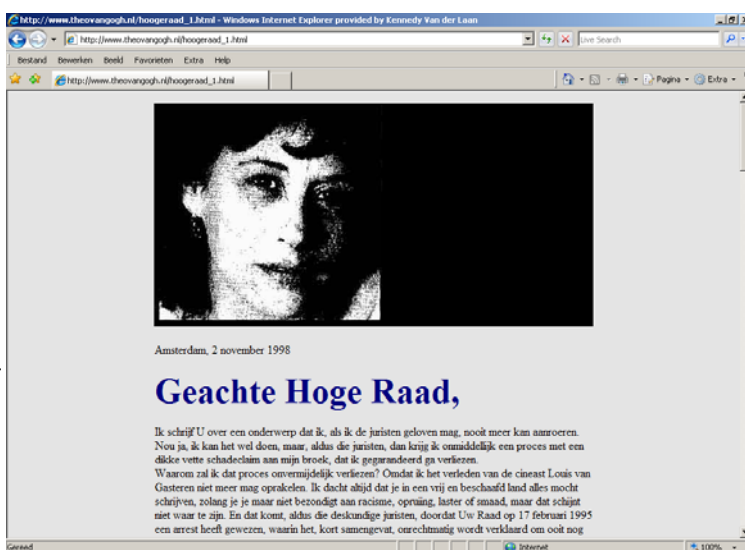 http://www.theovangogh.nl/hoogeraad_1.html - Windows Internet Explorer provided by Kennedy Van der Laan
http://www.theovangogh.nl/hoogeraad_1.html
Live Search
Bestand Bewerken Beeld Favorieten Extra Help
http://www.theovangogh.nl/hoogeraad_1.html
Pagina Extra
Amsterdam, 2 november 1998
Geachte Hoge Raad,
Ik schrijf U over een onderwerp dat ik, als ik de juristen geloven mag, nooit meer kan aanroeren.
Nou ja, ik kan het wel doen, maar, aldus die juristen, dan krijg ik onmiddellijk een proces met een
dikke vette schadeclaim aan mijn broek, dat ik gegarandeerd ga verliezen.
Waarom zal ik dat proces onvermijdelijk verliezen? Omdat ik het verleden van de cineast Louis van
Gasteren niet meer mag oprakelen. Ik dacht altijd dat je in een vrij en beschaafd land alles mocht
schrijven, zolang je je maar niet bezondigt aan racisme, opruiing, laster of smaad, maar dat schijnt
niet waar te zijn. En dat komt, aldus die deskundige juristen, doordat Uw Raad op 17 februari 1995
een arrest heeft gewezen, waarin het, kort samengevat, onrechtmatig wordt verklaard om ooit nog
Gereed
Internet
100%